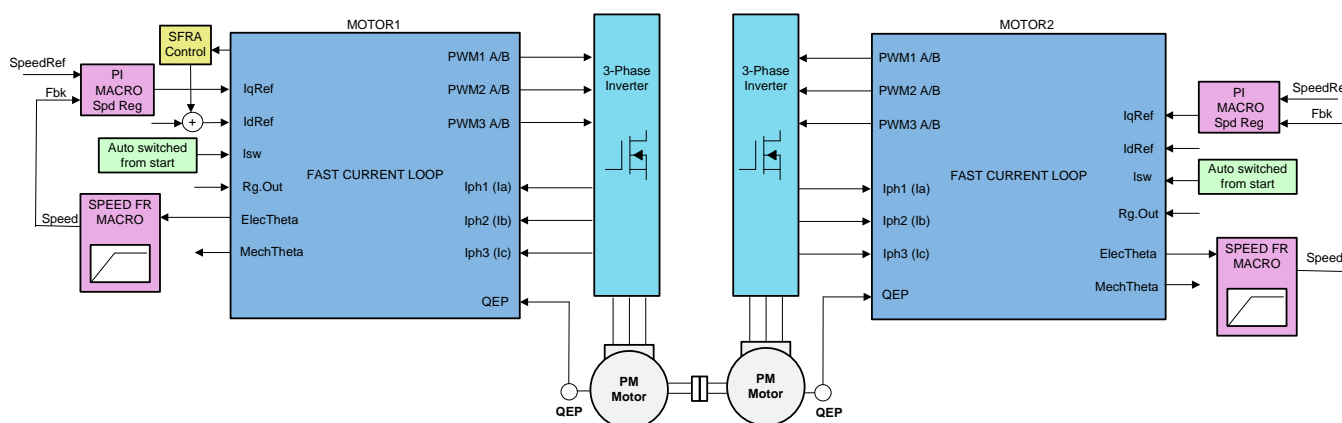 MOTOR1
SFRA
Control
SpeedRef
PI
MACRO
Spd Reg
Fbk
+
Auto switched
from start
Speed
SPEED FR
MACRO
IqRef
IdRef
Isw
Rg.Out
ElecTheta
MechTheta
FAST CURRENT LOOP
PWM1 A/B
PWM2 A/B
PWM3 A/B
Iph1 (Ia)
Iph2 (Ib)
Iph3 (Ic)
QEP
3-Phase
Inverter
PM
Motor
QEP
3-Phase
Inverter
PM
Motor
QEP
MOTOR2
PWM1 A/B
PWM2 A/B
PWM3 A/B
Iph1 (Ia)
Iph2 (Ib)
Iph3 (Ic)
QEP
FAST CURRENT LOOP
IqRef
IdRef
Isw
Rg.Out
ElecTheta
MechTheta
PI
MACRO
Spd Reg
SpeedRe
Fbk
Auto switched
from start
SPEED FR
MACRO
Speed